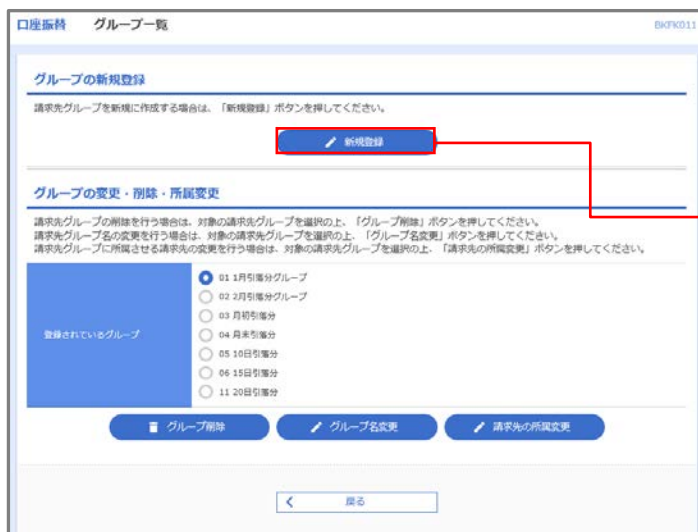 口座振替 グループ一覧 BKFK011
グループの新規登録
請求先グループを新規に作成する場合は、「新規登録」ボタンを押してください。
新規登録
グループの変更・削除・所属変更
請求先グループの削除を行う場合は、対象の請求先グループを選択の上、「グループ削除」ボタンを押してください。
請求先グループ名の変更を行う場合は、対象の請求先グループを選択の上、「グループ名変更」ボタンを押してください。
請求先グループに所属させる請求先の変更を行う場合は、対象の請求先グループを選択の上、「請求先の所属変更」ボタンを押してください。
登録されているグループ
01 1月引落分グループ
02 2月引落分グループ
03 月初引落分
04 月末引落分
05 10日引落分
06 15日引落分
11 20日引落分
グループ削除 グループ名変更 請求先の所属変更
戻る